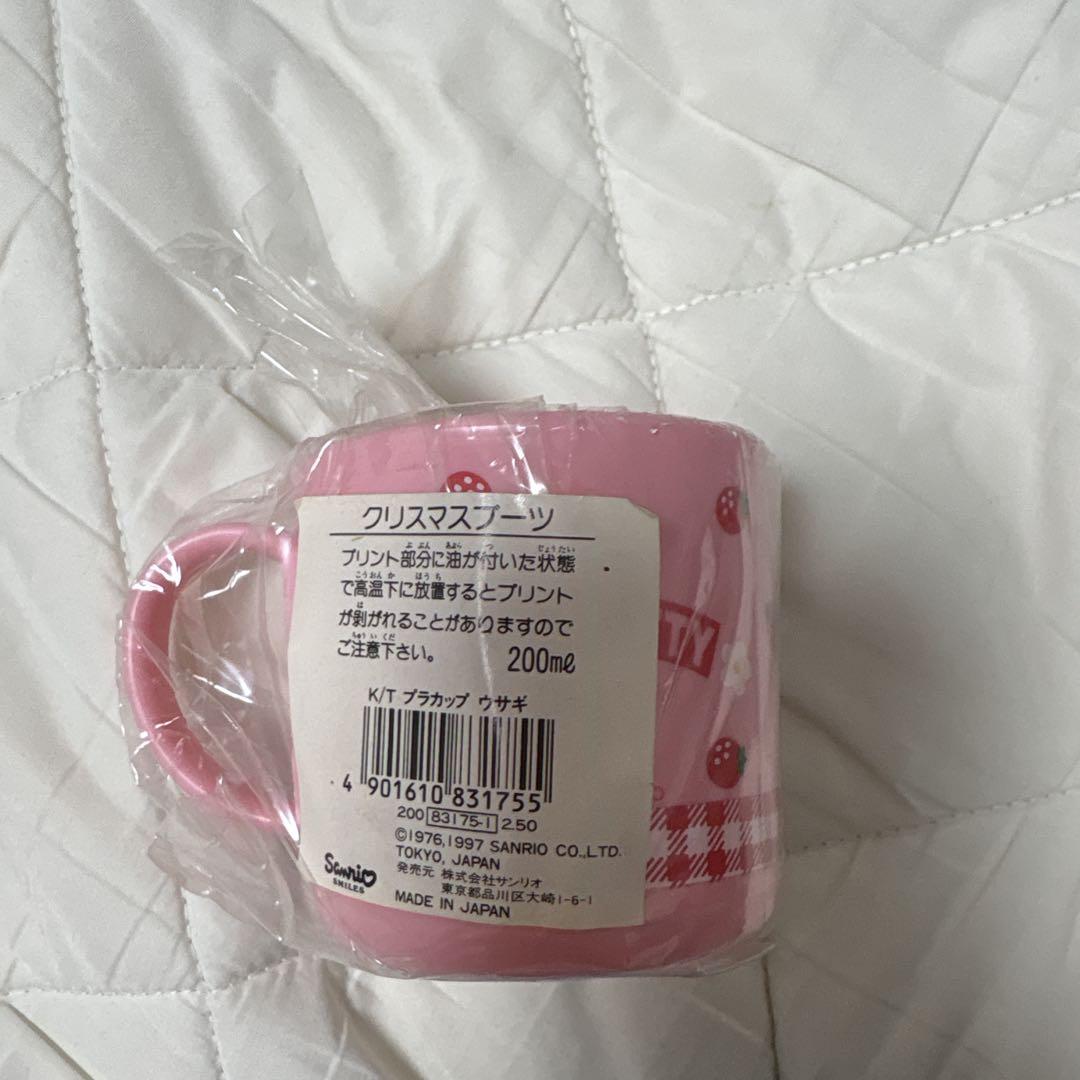 クリスマスブーツ
プリント部分に油が付いた状態
で高温下に放置するとプリント
が剝がれることがありますので
ご注意下さい。 200ml
K/T プラカップ ウサギ
4 901610 831755
200 83175-1 2.50
©1976,1997 SANRIO CO.,LTD.
TOKYO, JAPAN
発売元 株式会社サンリオ
東京都品川区大崎1-6-1
MADE IN JAPAN
Sanrio
SMILES
TTY